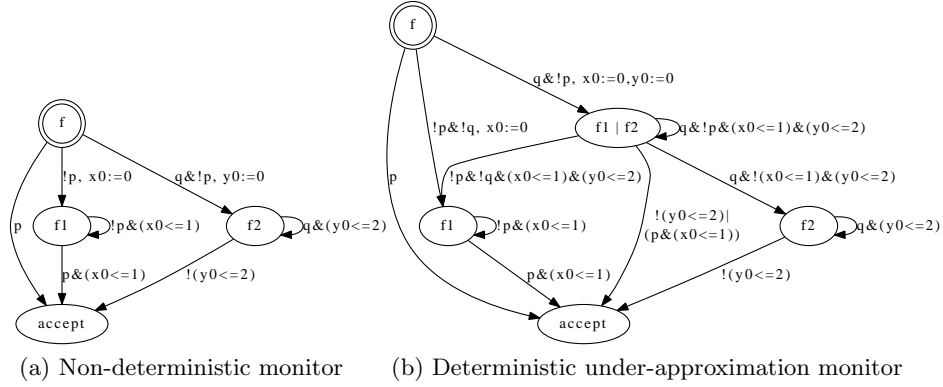 f
q&!p, x0:=0,y0:=0
f
!p&!q, x0:=0
f1 | f2
q&!p&(x0<=1)&(y0<=2)
!p, x0:=0
q&!p, y0:=0
p
!p&!q&(x0<=1)&(y0<=2)
q&!(x0<=1)&(y0<=2)
p
f1
!p&(x0<=1)
f2
q&(y0<=2)
f1
!p&(x0<=1)
!(y0<=2)|
(p&(x0<=1))
f2
q&(y0<=2)
p&(x0<=1)
!(y0<=2)
p&(x0<=1)
!(y0<=2)
accept
accept
(a) Non-deterministic monitor
(b) Deterministic under-approximation monitor